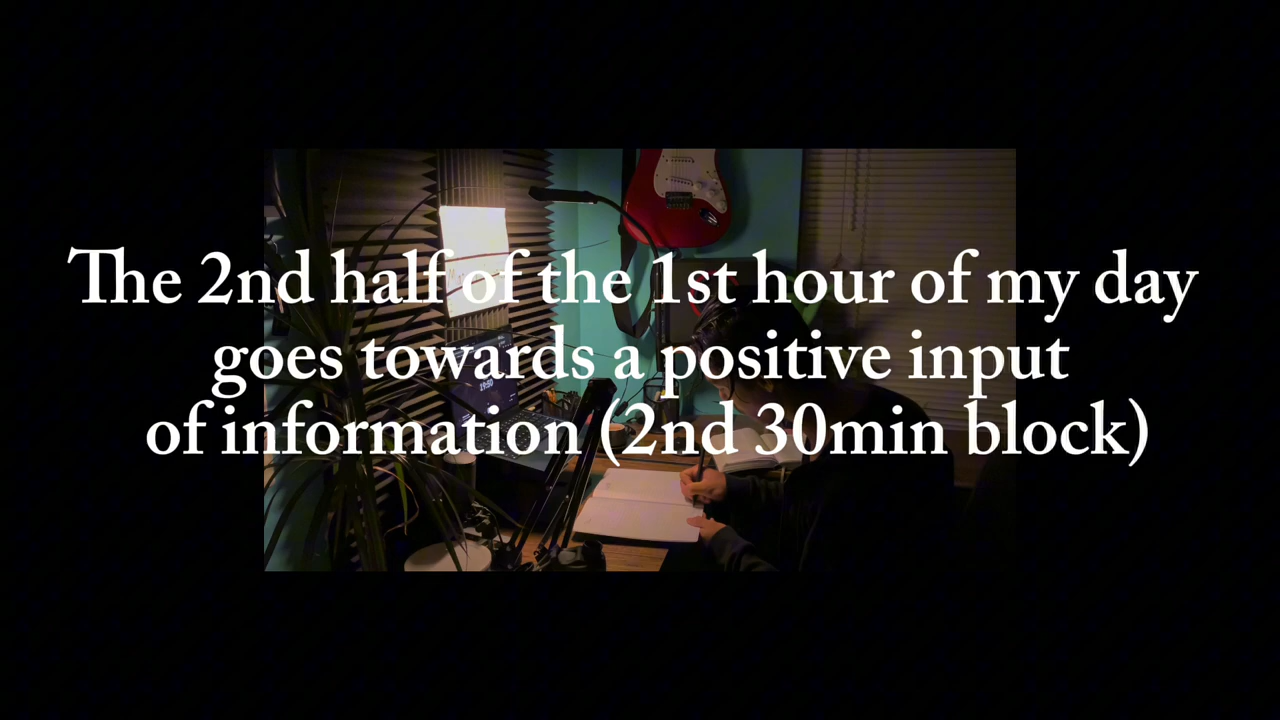 The 2nd half of the 1st hour of my day
goes towards a positive input
of information (2nd 30min block)